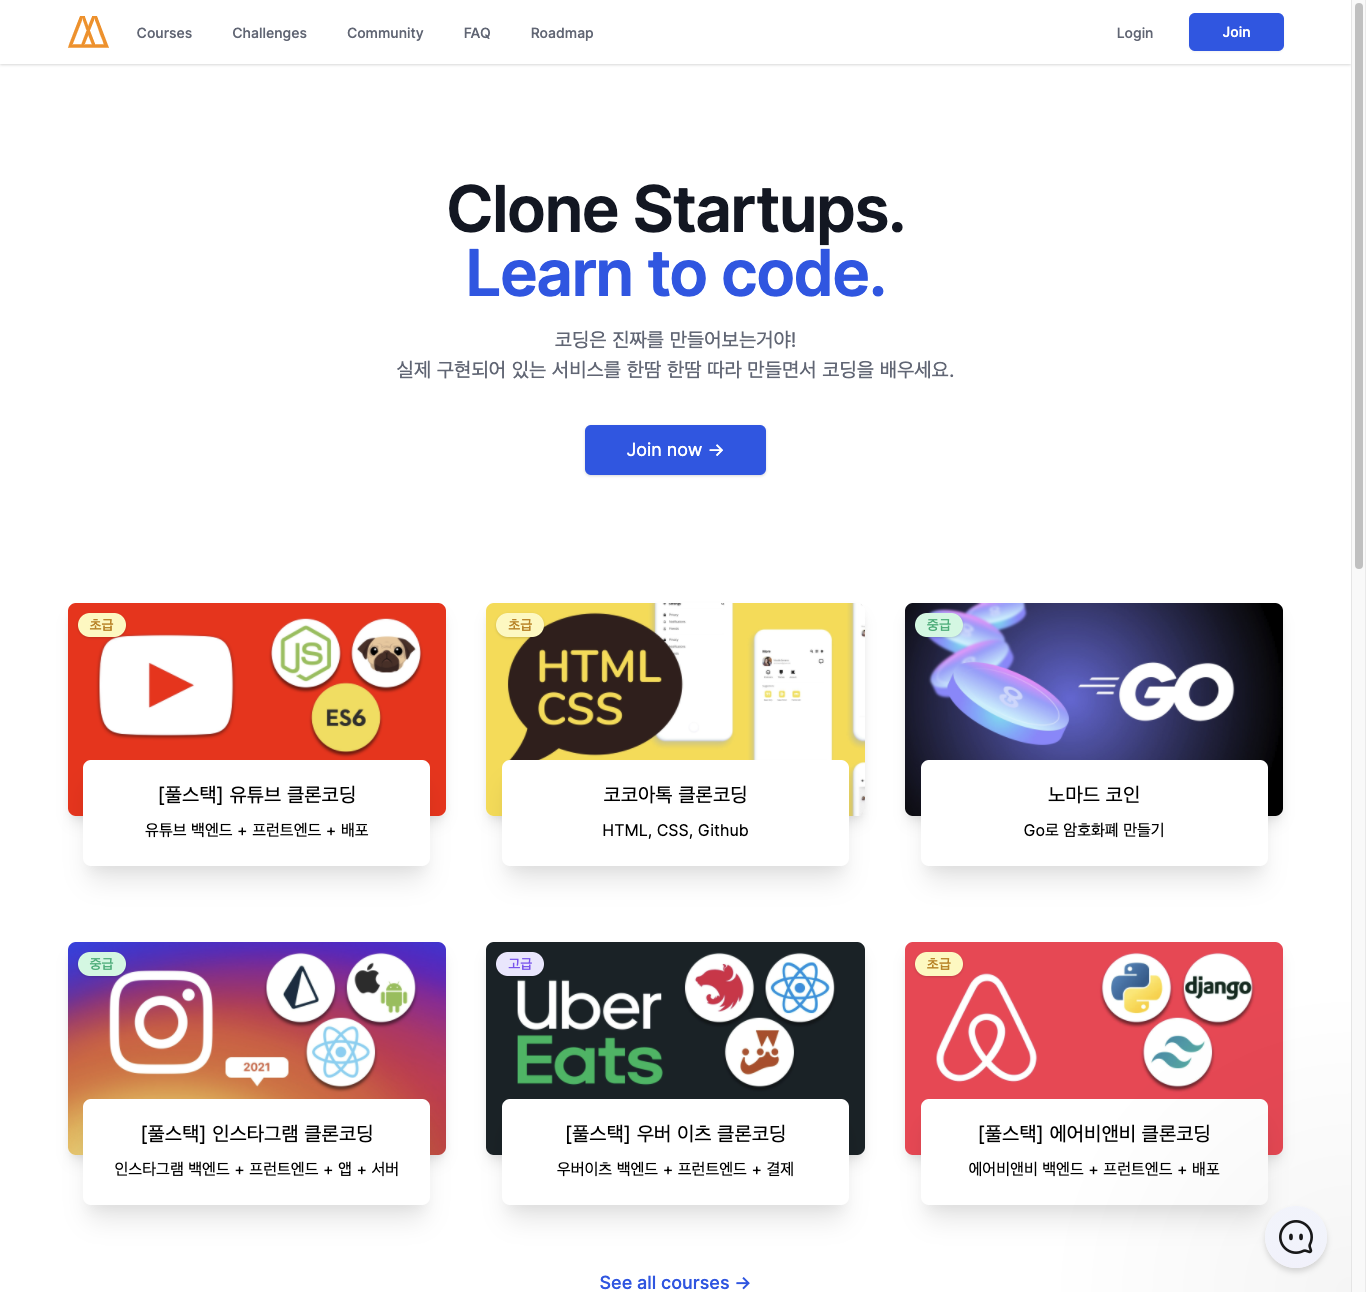 Courses Challenges Community FAQ Roadmap Login Join
Clone Startups.
Learn to code.
코딩은 진짜를 만들어보는거야!
실제 구현되어 있는 서비스를 한땀 한땀 따라 만들면서 코딩을 배우세요.
Join now →
초급
JS
ES6
[풀스택] 유튜브 클론코딩
유튜브 백엔드 + 프런트엔드 + 배포
초급
HTML
CSS
코코아톡 클론코딩
HTML, CSS, Github
중급
GO
노마드 코인
Go로 암호화폐 만들기
중급
2021
[풀스택] 인스타그램 클론코딩
인스타그램 백엔드 + 프런트엔드 + 앱 + 서버
고급
Uber
Eats
[풀스택] 우버 이츠 클론코딩
우버이츠 백엔드 + 프런트엔드 + 결제
초급
django
[풀스택] 에어비앤비 클론코딩
에어비앤비 백엔드 + 프런트엔드 + 배포
See all courses →